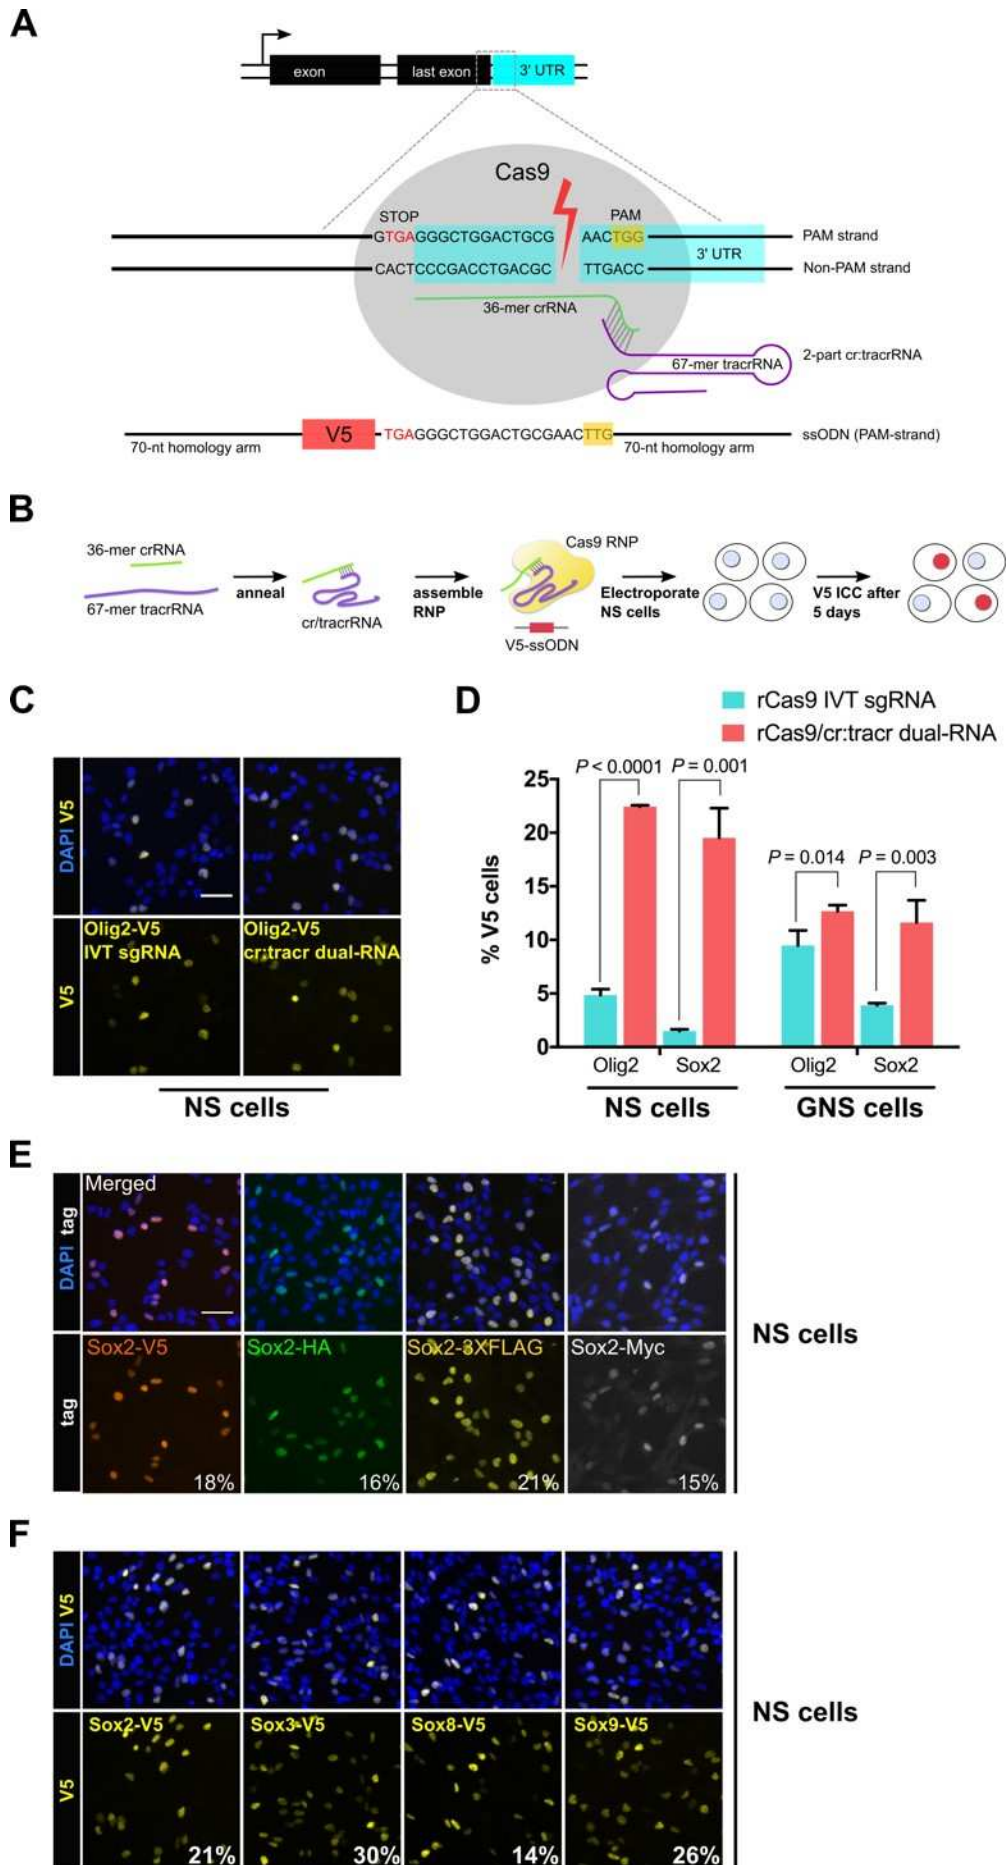 A
exon
last exon
3′ UTR
Cas9
STOP
PAM
GTGAGGGCTGGACTGCG
AACTGG
PAM strand
3′ UTR
CACTCCCGACCTGACGC
TTGACC
Non-PAM strand
36-mer crRNA
67-mer tracrRNA
2-part cr:tracrRNA
V5
TGAGGGCTGGACTGCGAACTTG
ssODN (PAM-strand)
70-nt homology arm
70-nt homology arm
B
36-mer crRNA
67-mer tracrRNA
anneal
cr/tracrRNA
assemble
RNP
Cas9 RNP
V5-ssODN
Electroporate
NS cells
V5 ICC after
5 days
C
DAPI V5
V5
Olig2-V5
IVT sgRNA
Olig2-V5
cr:tracr dual-RNA
NS cells
D
rCas9 IVT sgRNA
rCas9/cr:tracr dual-RNA
% V5 cells
25
20
15
10
5
0
P < 0.0001
P = 0.001
P = 0.014
P = 0.003
Olig2
Sox2
Olig2
Sox2
NS cells
GNS cells
E
DAPI tag
Merged
tag
Sox2-V5
18%
Sox2-HA
16%
Sox2-3XFLAG
21%
Sox2-Myc
15%
NS cells
F
DAPI V5
V5
Sox2-V5
21%
Sox3-V5
30%
Sox8-V5
14%
Sox9-V5
26%
NS cells